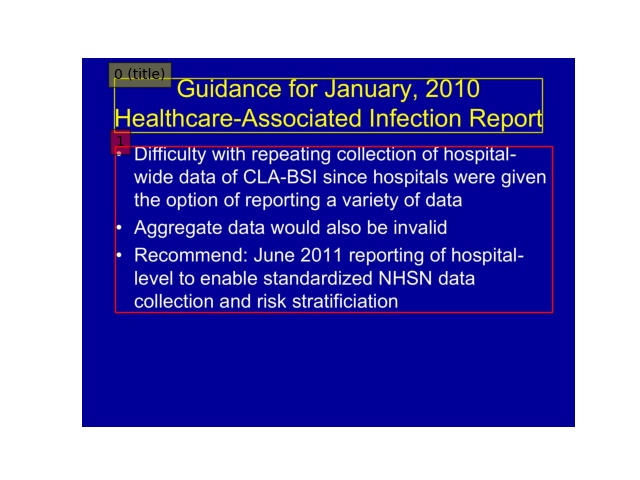 0 (title)
Guidance for January, 2010
Healthcare-Associated Infection Report
1
• Difficulty with repeating collection of hospital-
wide data of CLA-BSI since hospitals were given
the option of reporting a variety of data
• Aggregate data would also be invalid
• Recommend: June 2011 reporting of hospital-
level to enable standardized NHSN data
collection and risk stratificiation